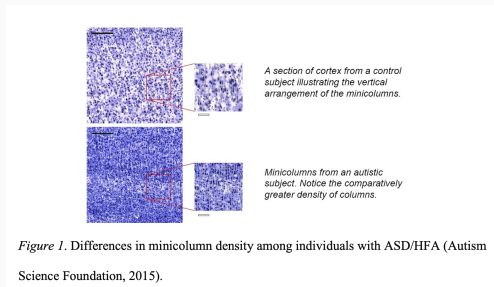 A section of cortex from a control
subject illustrating the vertical
arrangement of the minicolumns.
Minicolumns from an autistic
subject. Notice the comparatively
greater density of columns.
Figure 1. Differences in minicolumn density among individuals with ASD/HFA (Autism
Science Foundation, 2015).